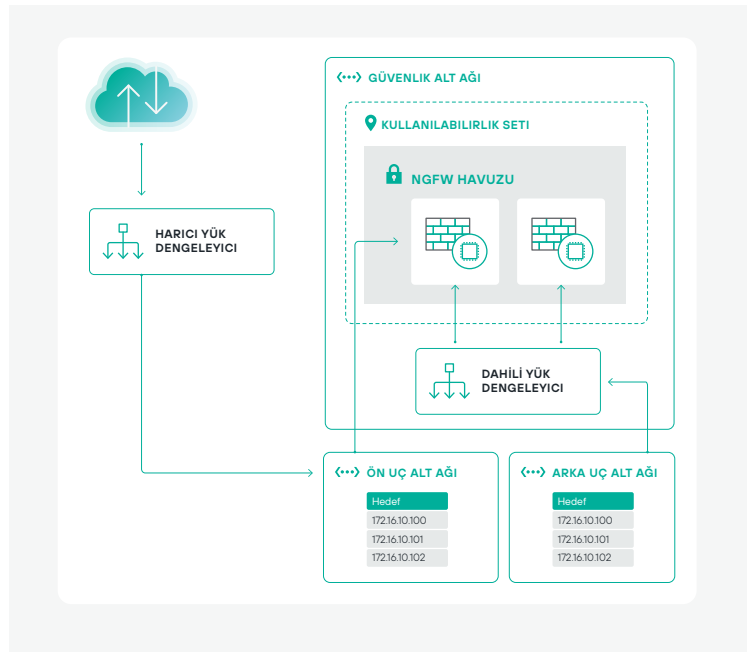 GÜVENLIK ALT AĞI
KULLANILABILIRLIK SETI
NGFW HAVUZU
HARICI YÜK
DENGELEYICI
DAHİLİ YÜK
DENGELEYICI
ÖN UÇ ALT AĞI
Hedef
172.16.10.100
172.16.10.101
172.16.10.102
ARKA UÇ ALT AĞI
Hedef
172.16.10.100
172.16.10.101
172.16.10.102